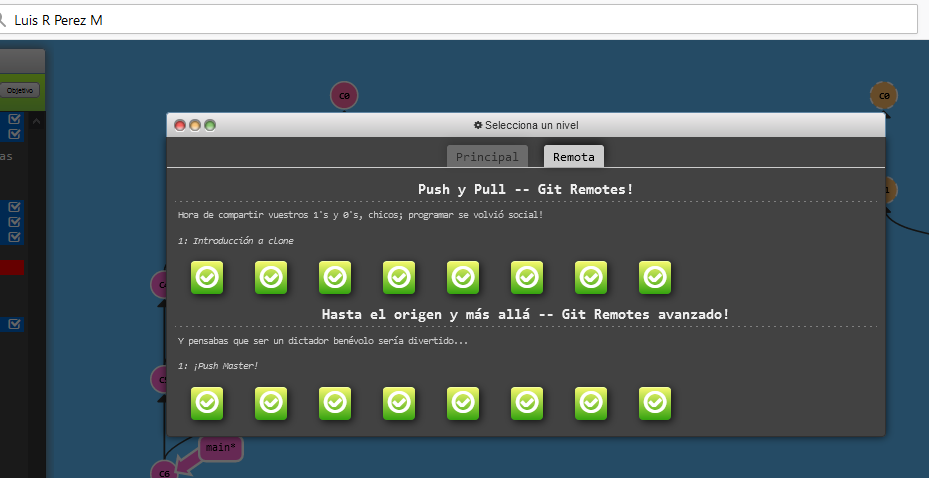 Luis R Perez M
Objetivo
as
C0
C0
Selecciona un nivel
Principal
Remota
Push y Pull -- Git Remotes!
Hora de compartir vuestros 1's y 0's, chicos; programar se volvió social!
1: Introducción a clone
Hasta el origen y más allá -- Git Remotes avanzado!
Y pensabas que ser un dictador benévolo sería divertido...
1: ¡Push Master!
main*
C6